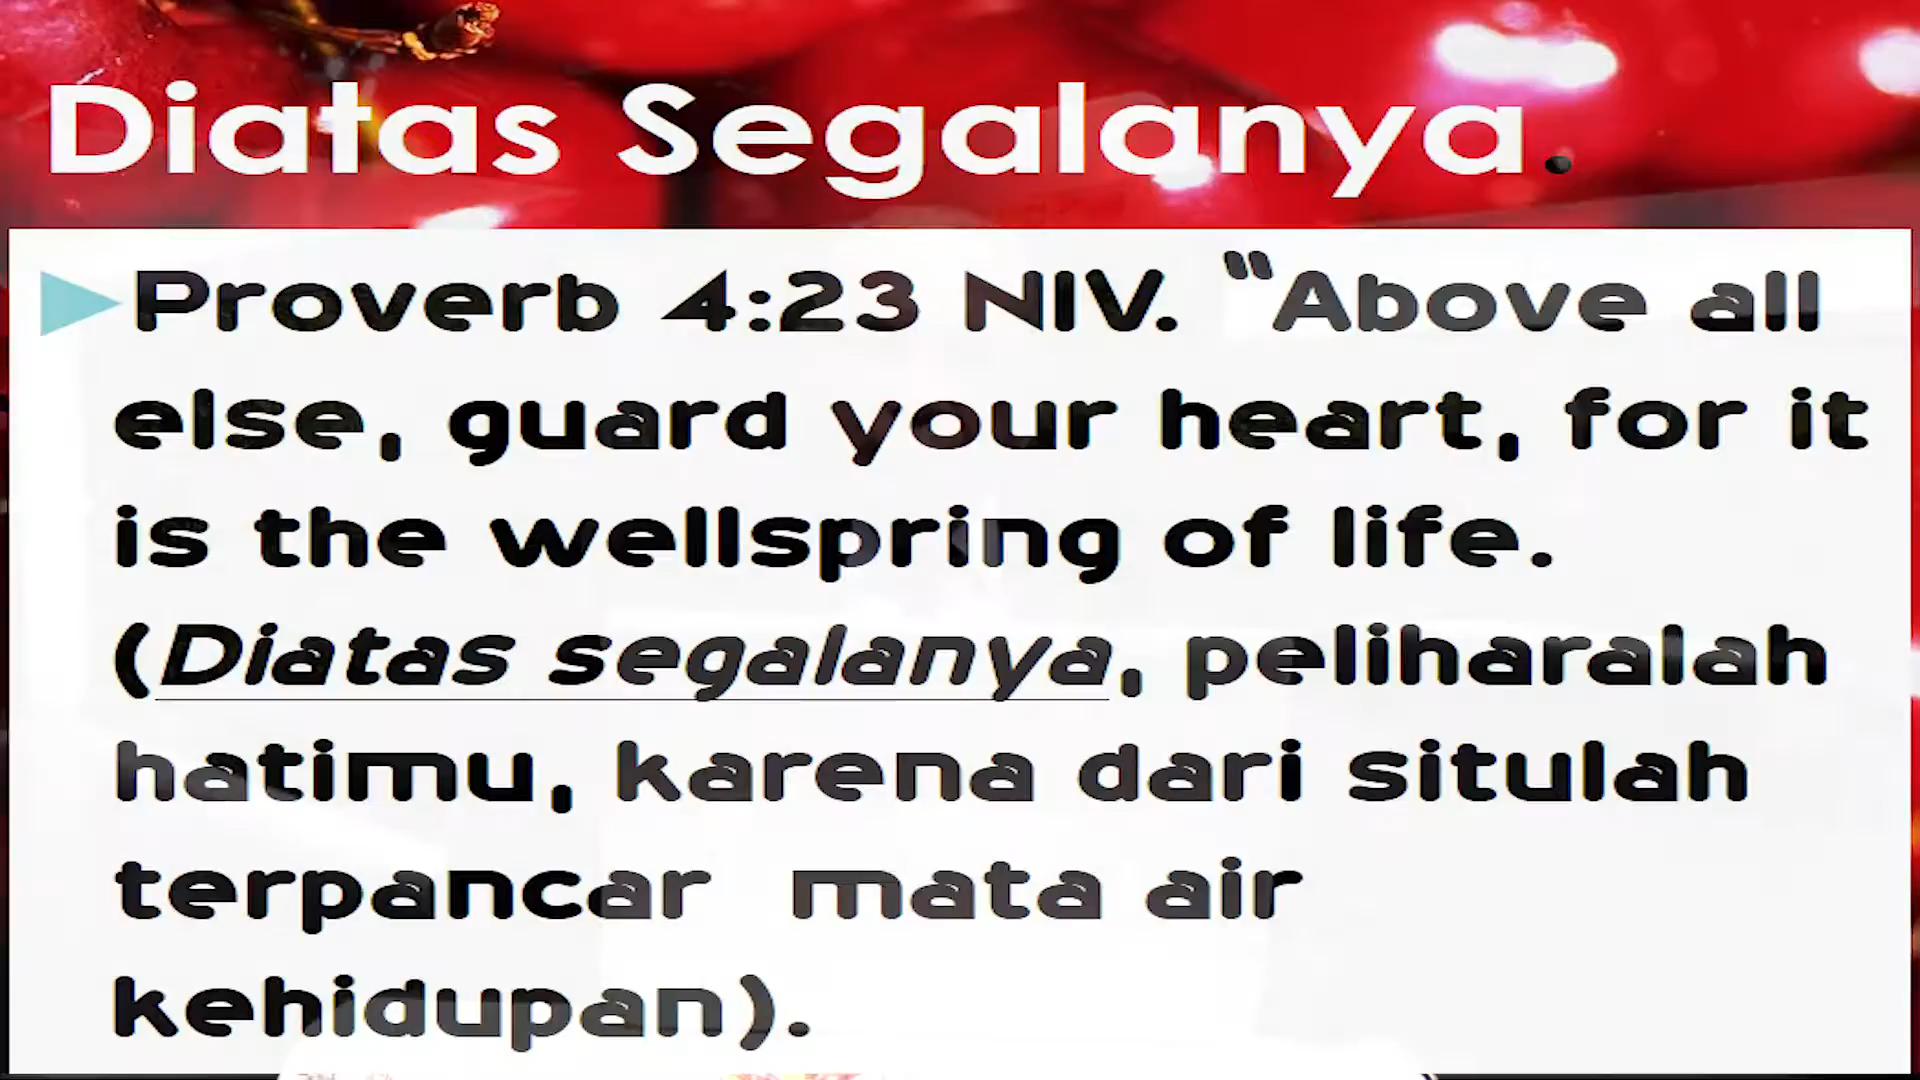 Diatas Segalanya.
Proverb 4:23 NIV. “Above all
else, guard your heart, for it
is the wellspring of life.
(Diatas segalanya, peliharalah
hatimu, karena dari situlah
terpancar mata air
kehidupan).